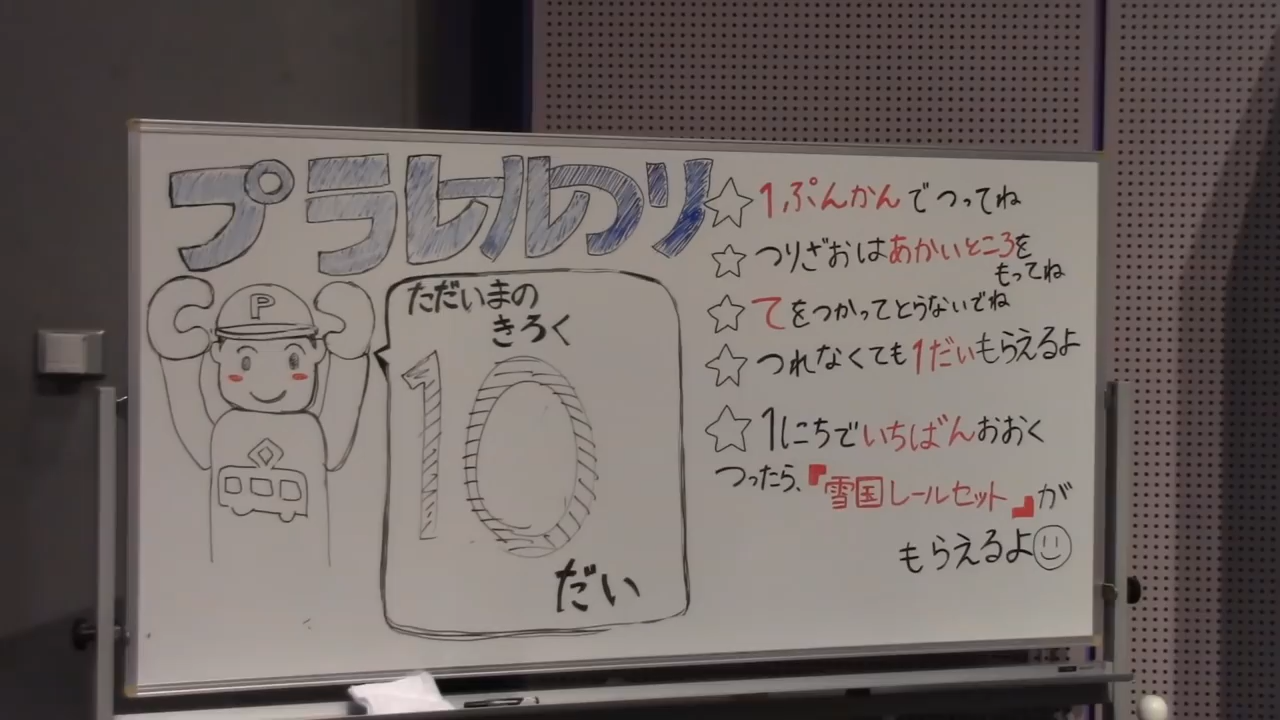 プラレールつり
P
ただいまの
きろく
10
だい
☆1ぷんかんでつってね
☆つりざおはあかいところを
もってね
☆てをつかってとらないでね
☆つれなくても1だいもらえるよ
☆1にちでいちばんおおく
つったら、『雪国レールセット』が
もらえるよ